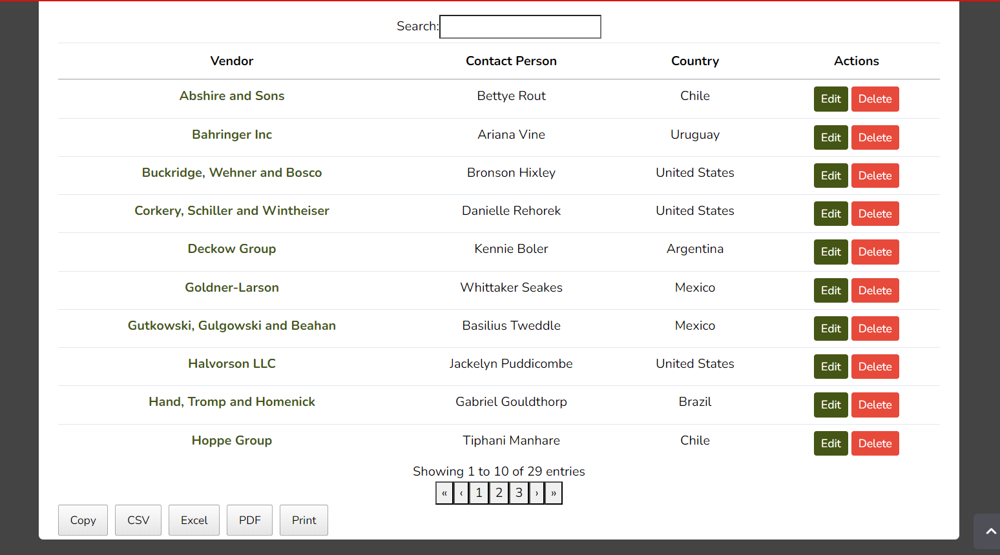 Search:
Vendor Contact Person Country Actions
Abshire and Sons Bettye Rout Chile Edit Delete
Bahringer Inc Ariana Vine Uruguay Edit Delete
Buckridge, Wehner and Bosco Bronson Hixley United States Edit Delete
Corkery, Schiller and Wintheiser Danielle Rehorek United States Edit Delete
Deckow Group Kennie Boler Argentina Edit Delete
Goldner-Larson Whittaker Seakes Mexico Edit Delete
Gutkowski, Gulgowski and Beahan Basilius Tweddle Mexico Edit Delete
Halvorson LLC Jackelyn Puddicombe United States Edit Delete
Hand, Tromp and Homenick Gabriel Gouldthorp Brazil Edit Delete
Hoppe Group Tiphani Manhare Chile Edit Delete
Showing 1 to 10 of 29 entries
« ‹ 1 2 3 › »
Copy CSV Excel PDF Print